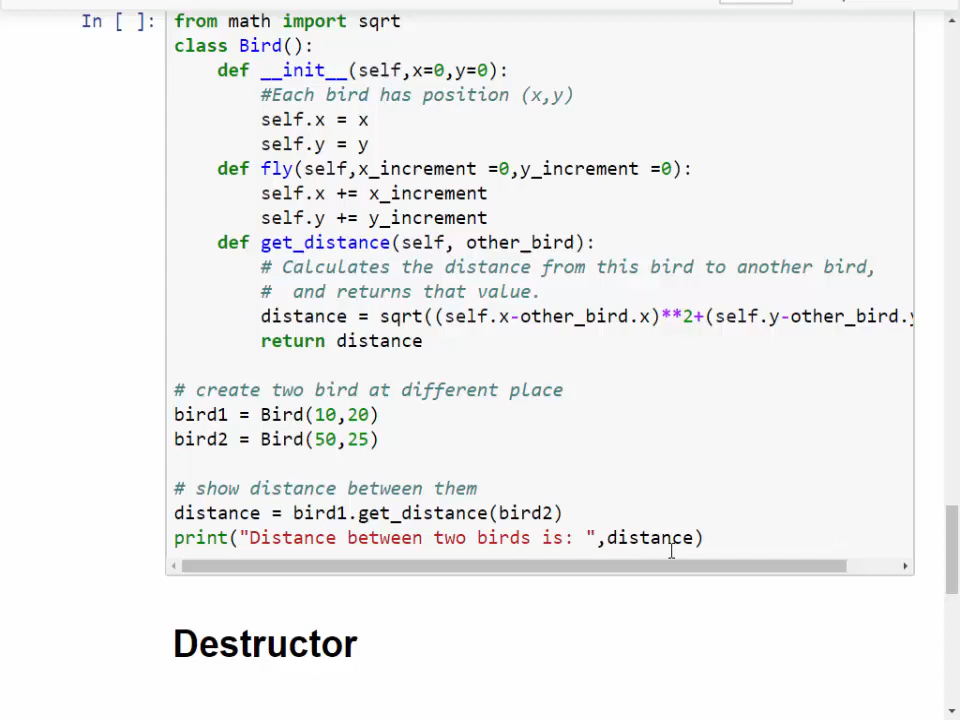 In [ ]:
from math import sqrt
class Bird():
    def __init__(self,x=0,y=0):
        #Each bird has position (x,y)
        self.x = x
        self.y = y
    def fly(self,x_increment =0,y_increment =0):
        self.x += x_increment
        self.y += y_increment
    def get_distance(self, other_bird):
        # Calculates the distance from this bird to another bird,
        #  and returns that value.
        distance = sqrt((self.x-other_bird.x)**2+(self.y-other_bird.y
        return distance
# create two bird at different place
bird1 = Bird(10,20)
bird2 = Bird(50,25)
# show distance between them
distance = bird1.get_distance(bird2)
print("Distance between two birds is: ",distance)
Destructor